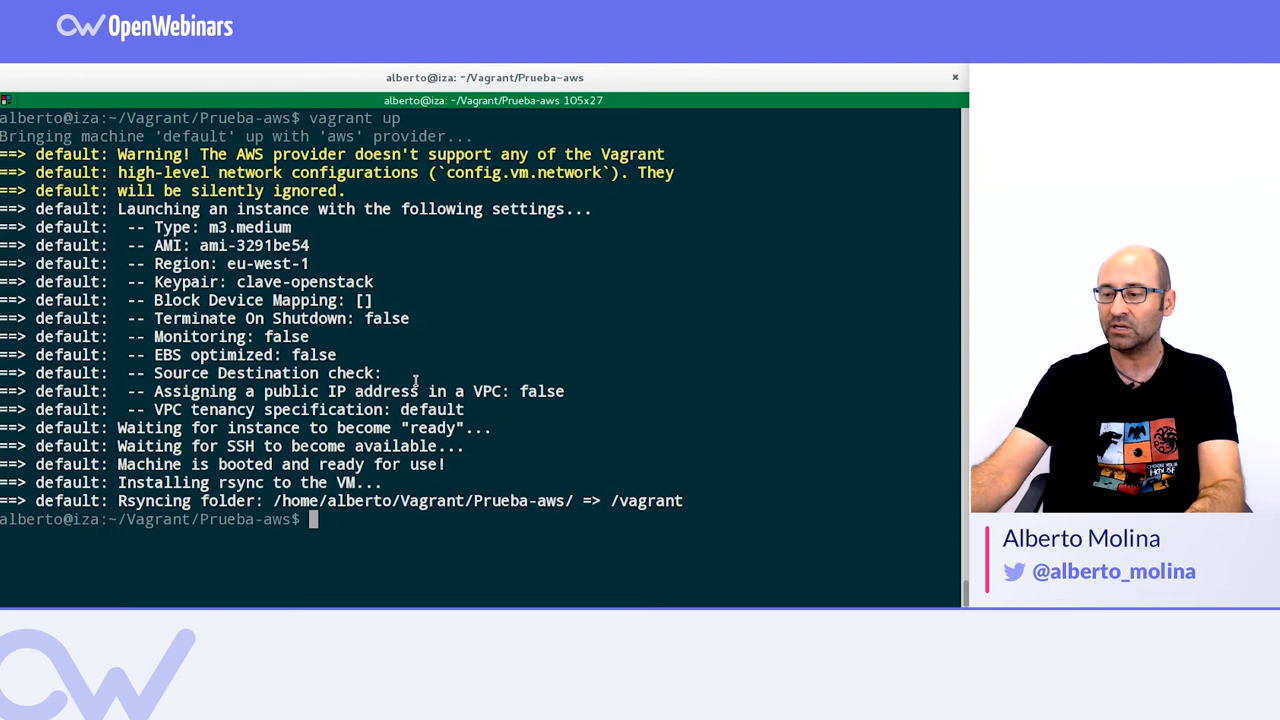 OpenWebinars
alberto@iza: ~/Vagrant/Prueba-aws
alberto@iza: ~/Vagrant/Prueba-aws 105x27
alberto@iza:~/Vagrant/Prueba-aws$ vagrant up
Bringing machine 'default' up with 'aws' provider...
==> default: Warning! The AWS provider doesn't support any of the Vagrant
==> default: high-level network configurations (`config.vm.network`). They
==> default: will be silently ignored.
==> default: Launching an instance with the following settings...
==> default:  -- Type: m3.medium
==> default:  -- AMI: ami-3291be54
==> default:  -- Region: eu-west-1
==> default:  -- Keypair: clave-openstack
==> default:  -- Block Device Mapping: []
==> default:  -- Terminate On Shutdown: false
==> default:  -- Monitoring: false
==> default:  -- EBS optimized: false
==> default:  -- Source Destination check:
==> default:  -- Assigning a public IP address in a VPC: false
==> default:  -- VPC tenancy specification: default
==> default: Waiting for instance to become "ready"...
==> default: Waiting for SSH to become available...
==> default: Machine is booted and ready for use!
==> default: Installing rsync to the VM...
==> default: Rsyncing folder: /home/alberto/Vagrant/Prueba-aws/ => /vagrant
alberto@iza:~/Vagrant/Prueba-aws$
CHOOSE YOUR
HOUSE
Alberto Molina
@alberto_molina